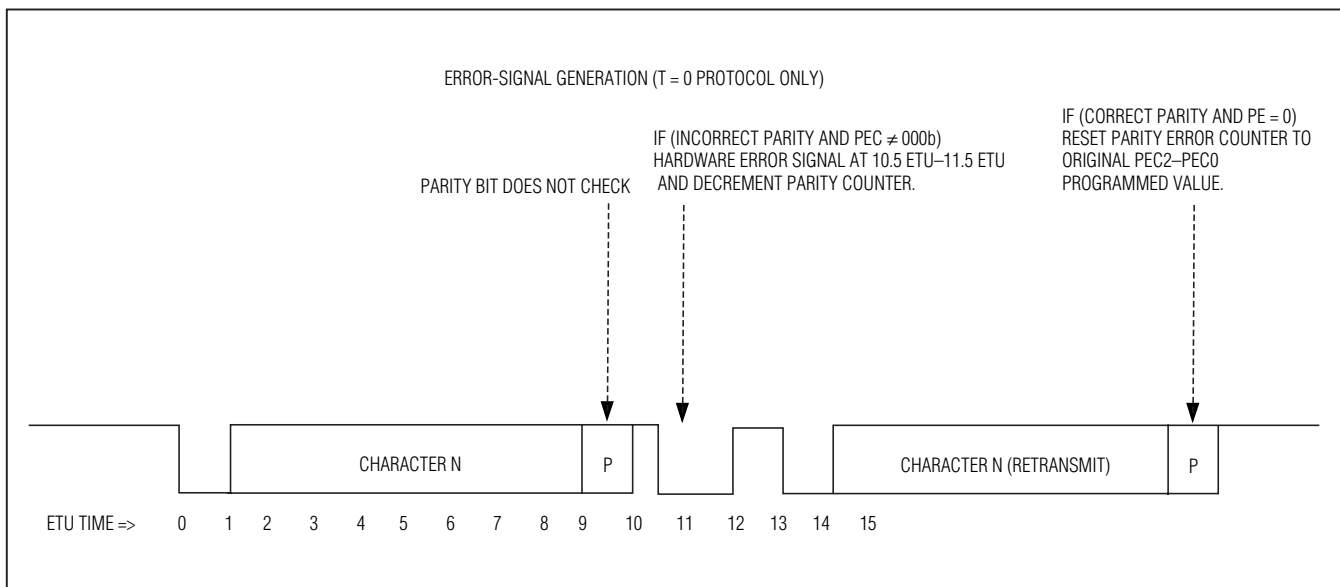 ERROR-SIGNAL GENERATION (T = 0 PROTOCOL ONLY)
PARITY BIT DOES NOT CHECK
IF (INCORRECT PARITY AND PEC ≠ 000b)
HARDWARE ERROR SIGNAL AT 10.5 ETU–11.5 ETU
AND DECREMENT PARITY COUNTER.
IF (CORRECT PARITY AND PE = 0)
RESET PARITY ERROR COUNTER TO
ORIGINAL PEC2–PEC0
PROGRAMMED VALUE.
CHARACTER N
P
CHARACTER N (RETRANSMIT)
P
ETU TIME => 0 1 2 3 4 5 6 7 8 9 10 11 12 13 14 15